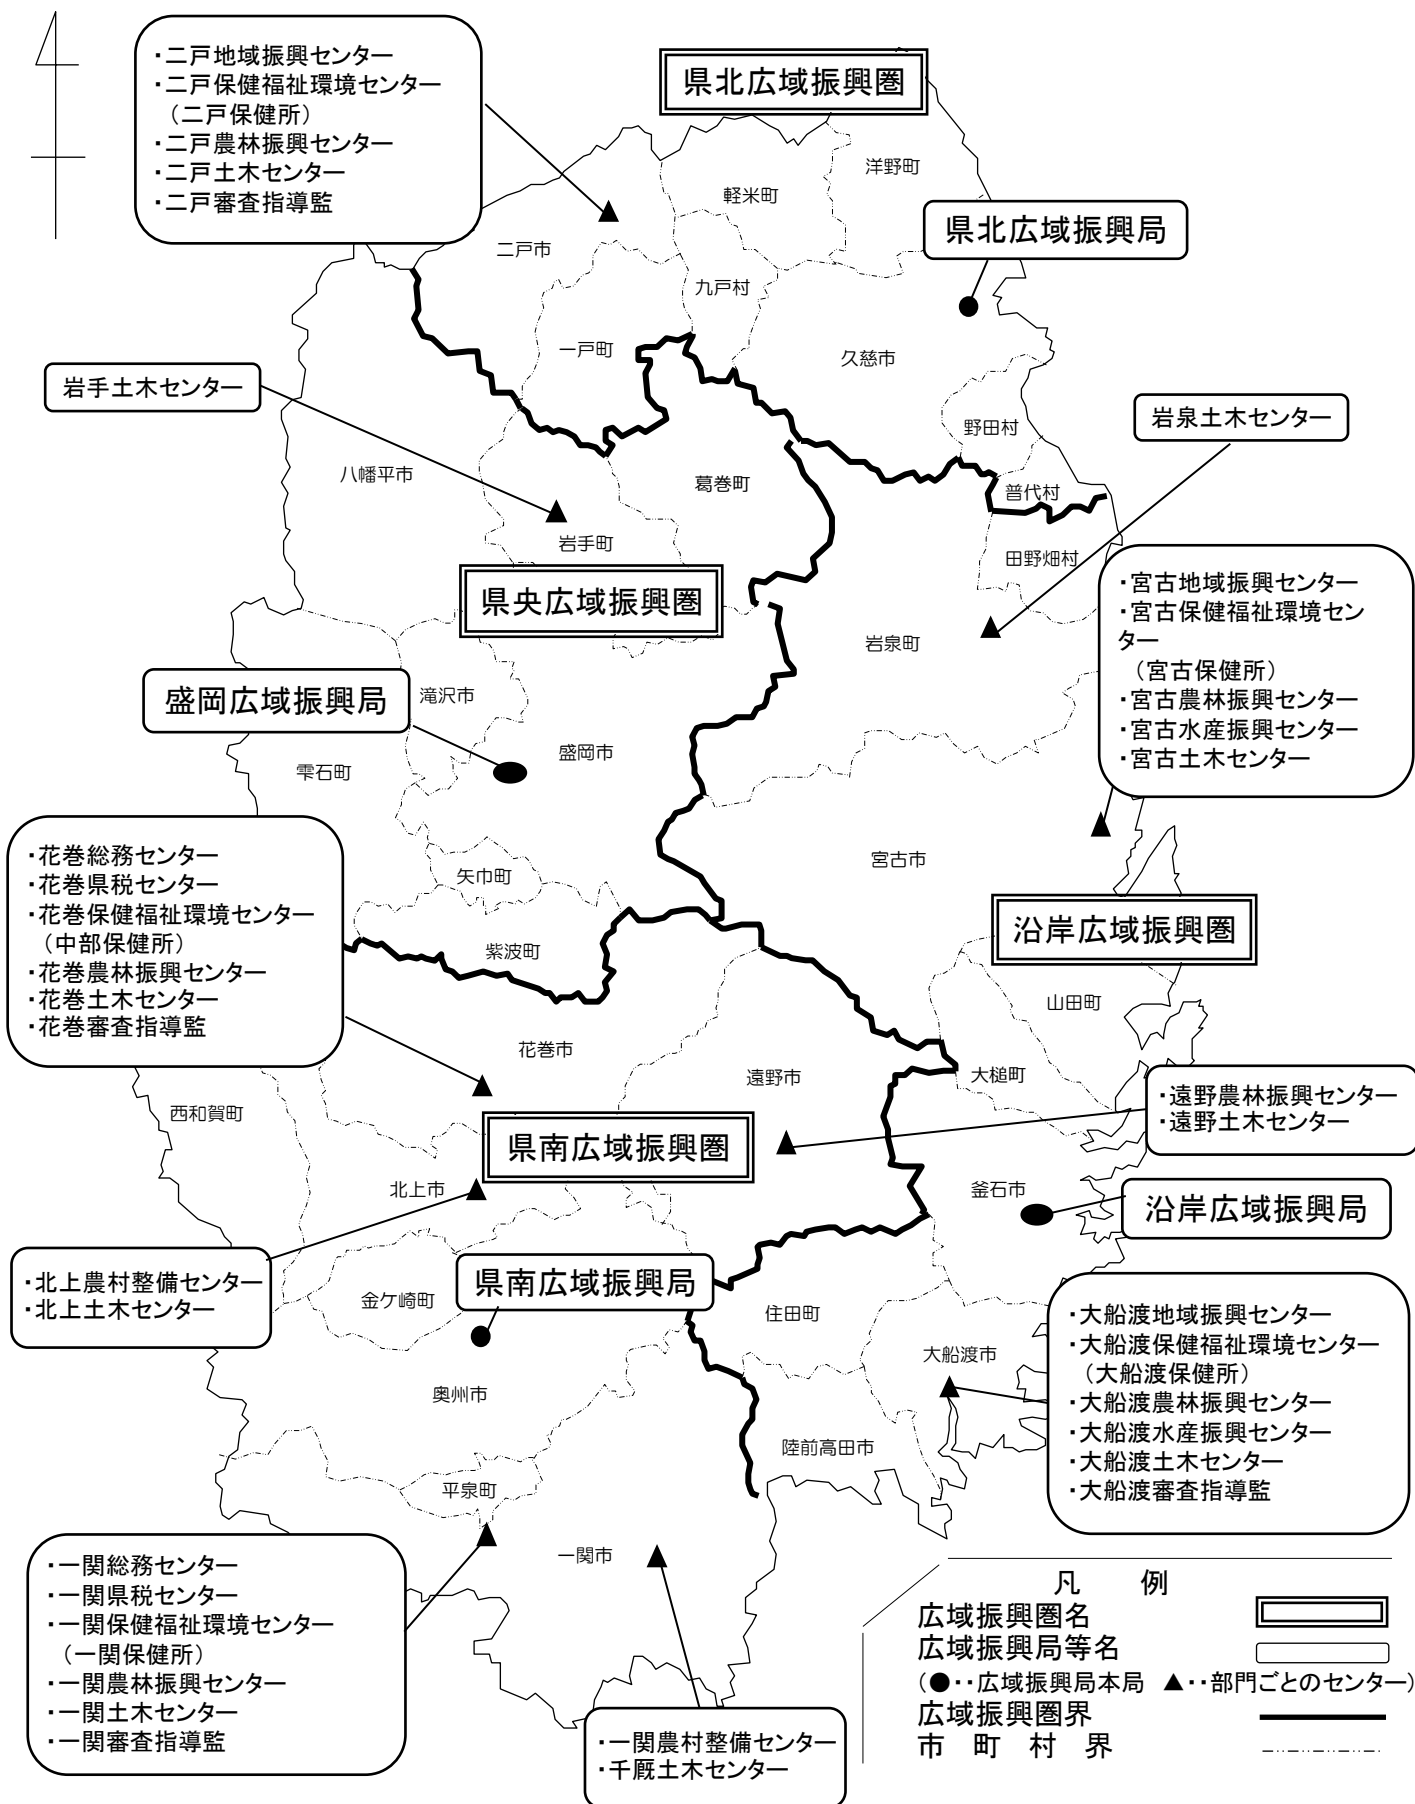 ・二戸地域振興センター
・二戸保健福祉環境センター
（二戸保健所）
・二戸農林振興センター
・二戸土木センター
・二戸審査指導監
県北広域振興圏
洋野町
軽米町
県北広域振興局
二戸市
九戸村
一戸町
久慈市
岩手土木センター
岩泉土木センター
野田村
八幡平市
葛巻町
普代村
岩手町
田野畑村
県央広域振興圏
・宮古地域振興センター
・宮古保健福祉環境セン
ター
（宮古保健所）
・宮古農林振興センター
・宮古水産振興センター
・宮古土木センター
岩泉町
盛岡広域振興局
滝沢市
盛岡市
雫石町
・花巻総務センター
・花巻県税センター
・花巻保健福祉環境センター
（中部保健所）
・花巻農林振興センター
・花巻土木センター
・花巻審査指導監
宮古市
矢巾町
沿岸広域振興圏
紫波町
山田町
花巻市
遠野市
大槌町
・遠野農林振興センター
・遠野土木センター
西和賀町
県南広域振興圏
北上市
釜石市
沿岸広域振興局
・北上農村整備センター
・北上土木センター
県南広域振興局
金ケ崎町
住田町
・大船渡地域振興センター
・大船渡保健福祉環境センター
（大船渡保健所）
・大船渡農林振興センター
・大船渡水産振興センター
・大船渡土木センター
・大船渡審査指導監
大船渡市
奥州市
陸前高田市
平泉町
一関市
・一関総務センター
・一関県税センター
・一関保健福祉環境センター
（一関保健所）
・一関農林振興センター
・一関土木センター
・一関審査指導監
・一関農村整備センター
・千厩土木センター
凡　例
広域振興圏名
広域振興局等名
(●・・広域振興局本局　▲・・部門ごとのセンター)
広域振興圏界
市　町　村　界